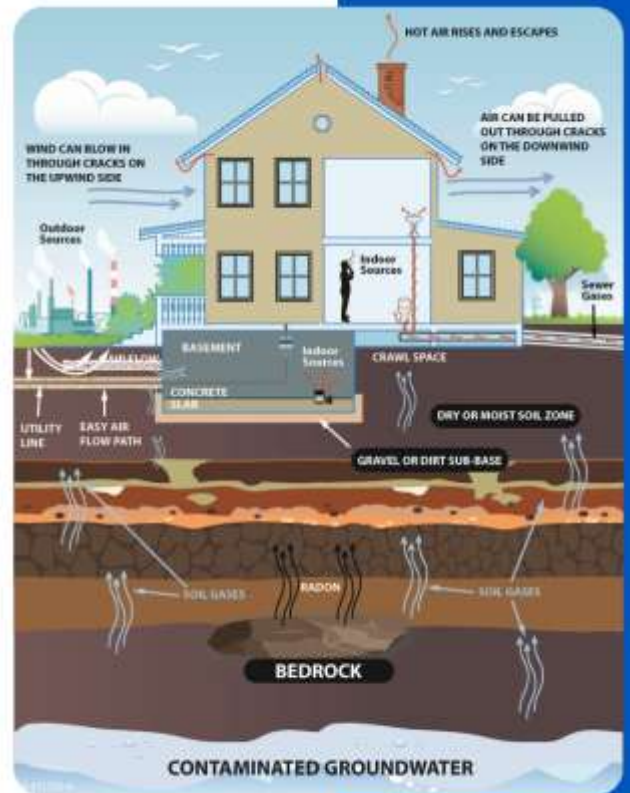 HOT AIR RISES AND ESCAPES
WIND CAN BLOW IN
THROUGH CRACKS ON
THE UPWIND SIDE
AIR CAN BE PULLED
OUT THROUGH CRACKS
ON THE DOWNWIND
SIDE
Outdoor
Sources
Indoor
Sources
Sewer
Gases
BASEMENT
Indoor
Sources
CRAWL SPACE
CONCRETE
SLAB
UTILITY
LINE
EASY AIR
FLOW PATH
DRY OR MOIST SOIL ZONE
GRAVEL OR DIRT SUB-BASE
SOIL GASES
RADON
SOIL GASES
BEDROCK
CONTAMINATED GROUNDWATER